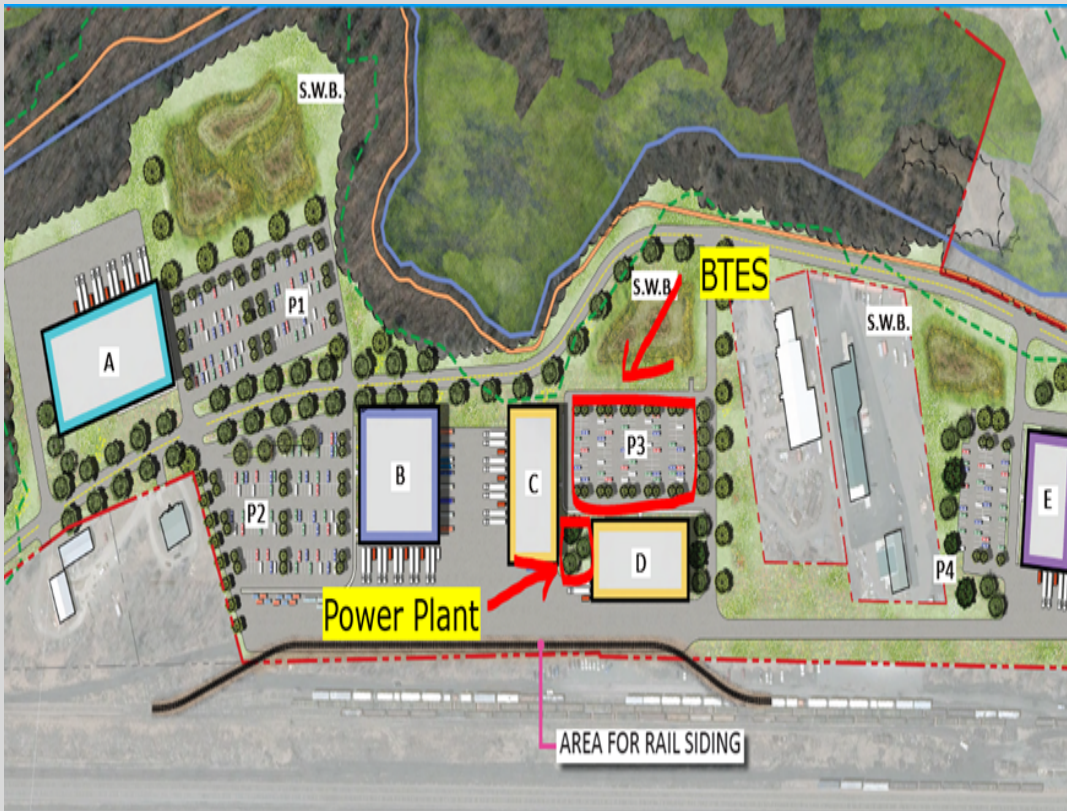 S.W.B.
BTES
S.W.B.
S.W.B.
P1
A
P3
B
C
P2
E
D
P4
Power Plant
AREA FOR RAIL SIDING